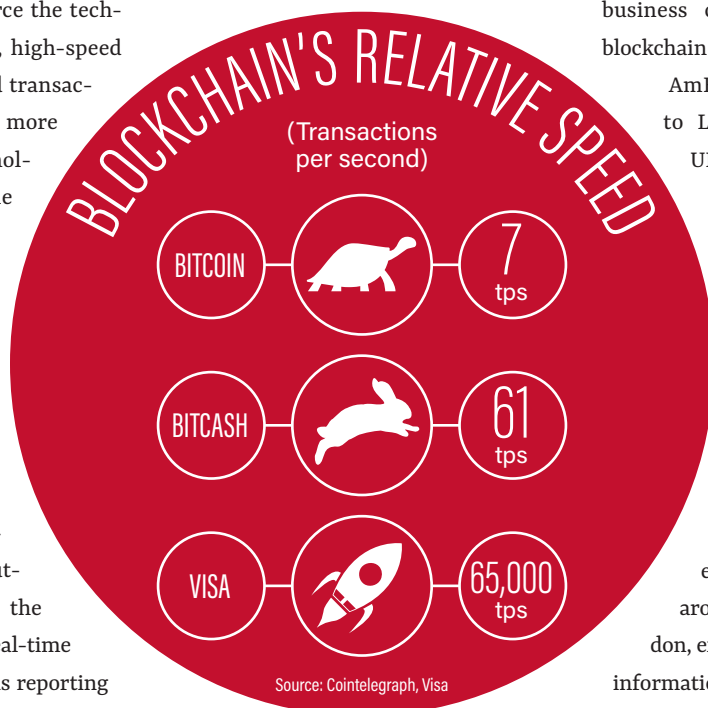 rce the tech-
, high-speed
l transac-
more
nol-
e
t-
the
al-time
s reporting
BLOCKCHAIN'S RELATIVE SPEED
(Transactions
per second)
BITCOIN
7
tps
BITCASH
61
tps
VISA
65,000
tps
Source: Cointelegraph, Visa
business o
blockchain
AmI
to L
U
e
aro
don, e
informatio